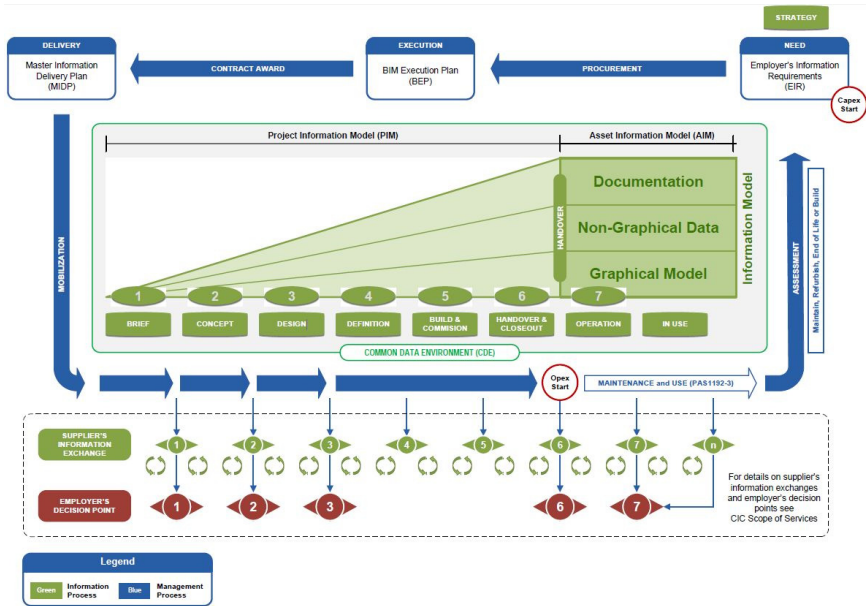 STRATEGY
DELIVERY
Master Information
Delivery Plan
(MIDP)
CONTRACT AWARD
EXECUTION
BIM Execution Plan
(BEP)
PROCUREMENT
NEED
Employer's Information
Requirements
(EIR)
Capex
Start
Project Information Model (PIM)
Asset Information Model (AIM)
Documentation
Non-Graphical Data
Graphical Model
HANDOVER
Information Model
MOBILIZATION
ASSESSMENT
Maintain, Refurbish, End of Life or Build
1
2
3
4
5
6
7
BRIEF
CONCEPT
DESIGN
DEFINITION
BUILD &
COMMISION
HANDOVER &
CLOSEOUT
OPERATION
IN USE
COMMON DATA ENVIRONMENT (CDE)
Opex
Start
MAINTENANCE and USE (PAS1192-3)
SUPPLIER'S
INFORMATION
EXCHANGE
1
2
3
4
5
6
7
n
EMPLOYER'S
DECISION POINT
1
2
3
6
7
For details on supplier's
information exchanges
and employer's decision
points see
CIC Scope of Services
Legend
Green
Information
Process
Blue
Management
Process